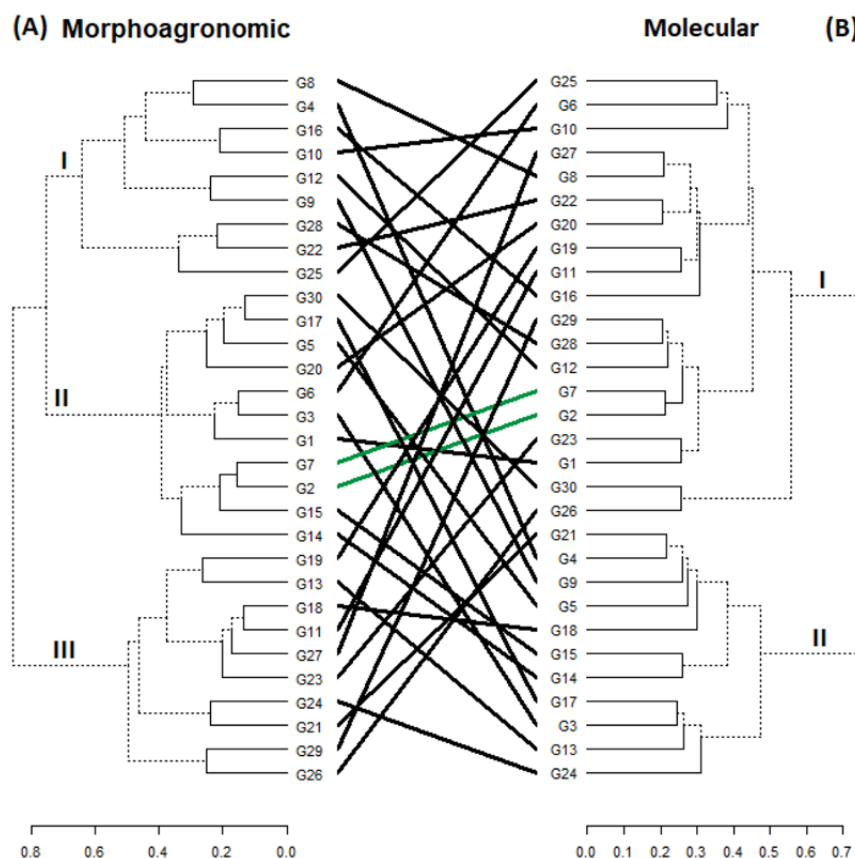 (A) Morphoagronomic Molecular (B)
G8 G25
G4 G6
G16 G10
G10 G27
I G12 G8
G9 G22
G28 G20
G22 G19
G25 G11
G30 G16 I
G17 G29
G5 G28
G20 G12
G6 G7
II G3 G2
G1 G23
G7 G1
G2 G30
G15 G26
G14 G21
G19 G4
G13 G9
G18 G5
G11 G18
III G27 G15 II
G23 G14
G24 G17
G21 G3
G29 G13
G26 G24
0.8 0.6 0.4 0.2 0.0 0.0 0.1 0.2 0.3 0.4 0.5 0.6 0.7